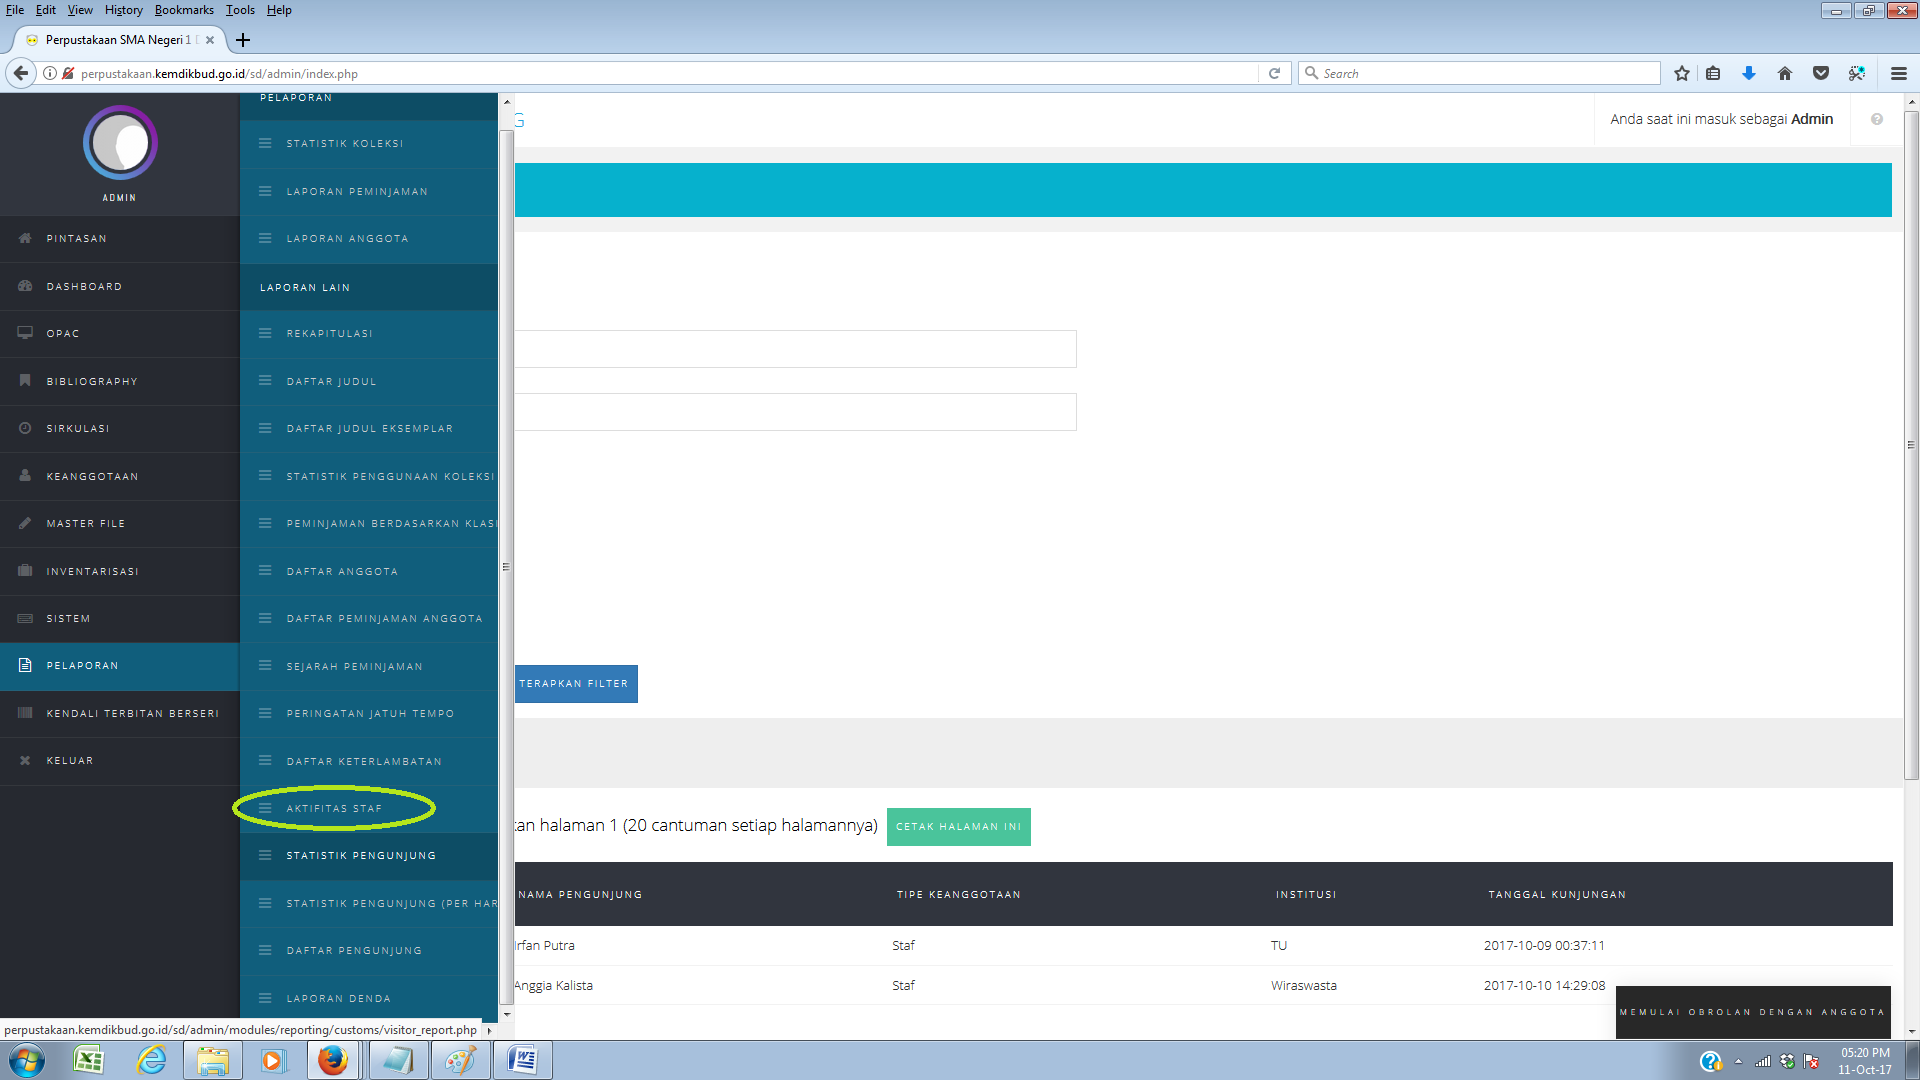 File Edit View History Bookmarks Tools Help
Perpustakaan SMA Negeri 1
perpustakaan.kemdikbud.go.id/sd/admin/index.php
Search
ADMIN
PINTASAN
DASHBOARD
OPAC
BIBLIOGRAPHY
SIRKULASI
KEANGGOTAAN
MASTER FILE
INVENTARISASI
SISTEM
PELAPORAN
KENDALI TERBITAN BERSERI
KELUAR
PELAPORAN
STATISTIK KOLEKSI
LAPORAN PEMINJAMAN
LAPORAN ANGGOTA
LAPORAN LAIN
REKAPITULASI
DAFTAR JUDUL
DAFTAR JUDUL EKSEMPLAR
STATISTIK PENGGUNAAN KOLEKSI
PEMINJAMAN BERDASARKAN KLASI
DAFTAR ANGGOTA
DAFTAR PEMINJAMAN ANGGOTA
SEJARAH PEMINJAMAN
PERINGATAN JATUH TEMPO
DAFTAR KETERLAMBATAN
AKTIFITAS STAF
STATISTIK PENGUNJUNG
STATISTIK PENGUNJUNG (PER HAR
DAFTAR PENGUNJUNG
LAPORAN DENDA
G
Anda saat ini masuk sebagai Admin
TERAPKAN FILTER
kan halaman 1 (20 cantuman setiap halamannya) CETAK HALAMAN INI
NAMA PENGUNJUNG TIPE KEANGGOTAAN INSTITUSI TANGGAL KUNJUNGAN
Irfan Putra Staf TU 2017-10-09 00:37:11
Anggia Kalista Staf Wiraswasta 2017-10-10 14:29:08
MEMULAI OBROLAN DENGAN ANGGOTA
perpustakaan.kemdikbud.go.id/sd/admin/modules/reporting/customs/visitor_report.php
05:20 PM
11-Oct-17